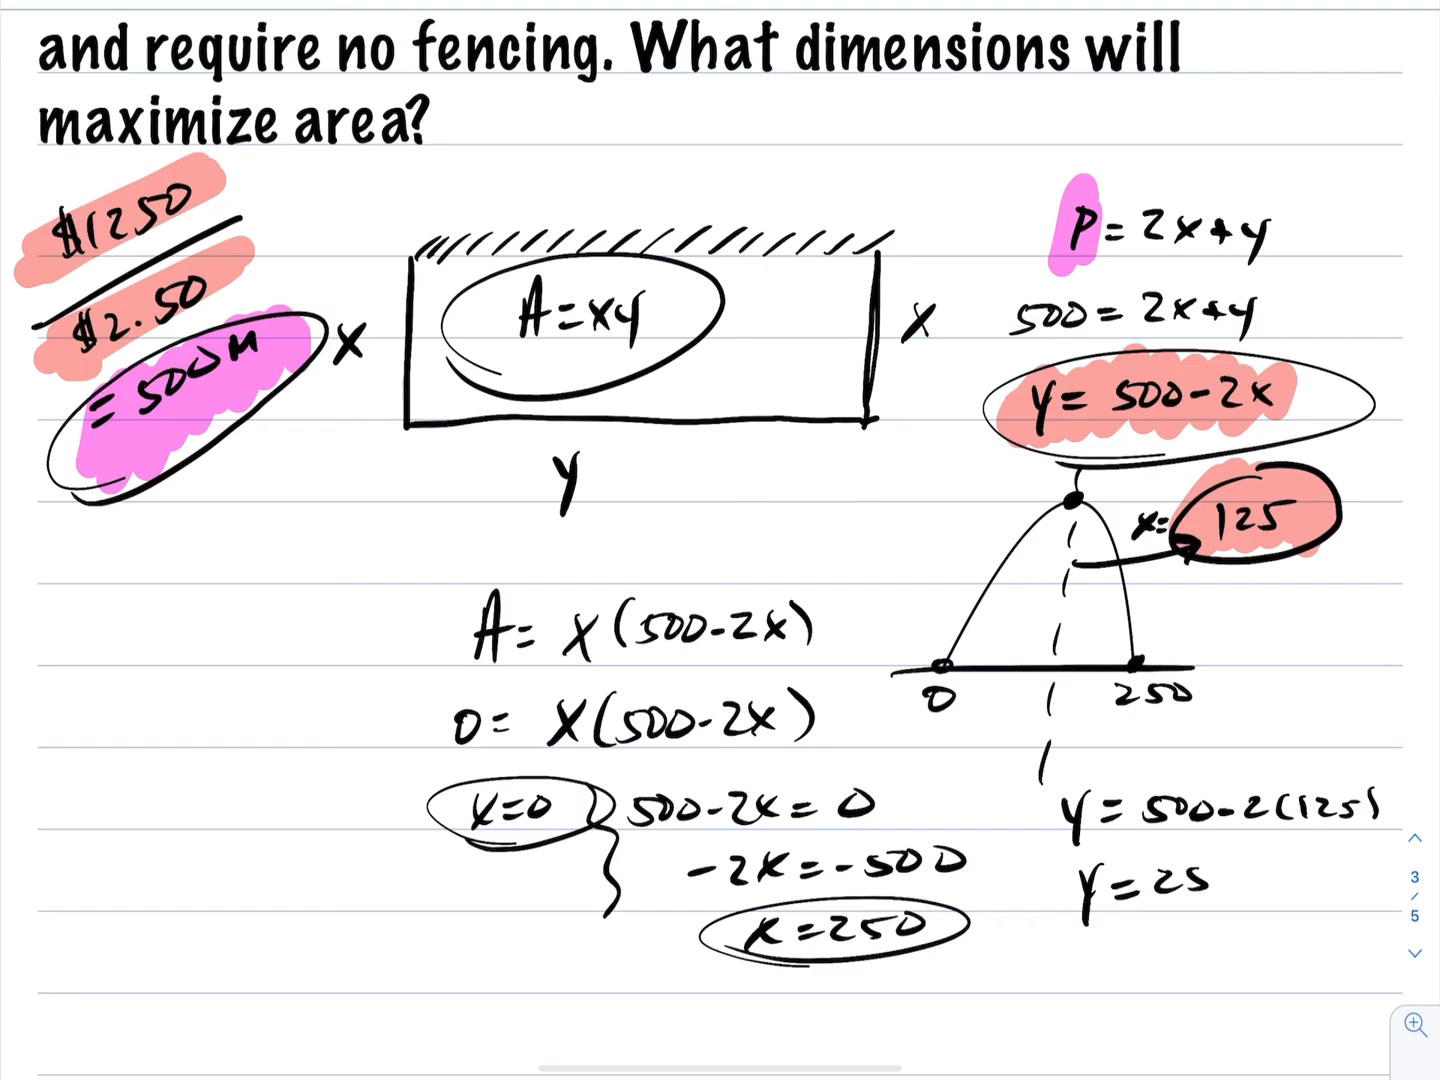 and require no fencing. What dimensions will
maximize area?
$1250
$2.50
= 500M
x
A=xy
x
y
P= 2x+y
500= 2x+y
y= 500-2x
x= 125
0
250
A= x(500-2x)
0= x(500-2x)
x=0
500-2x= 0
-2x=-500
x=250
y= 500-2(125)
y=25
3
/
5